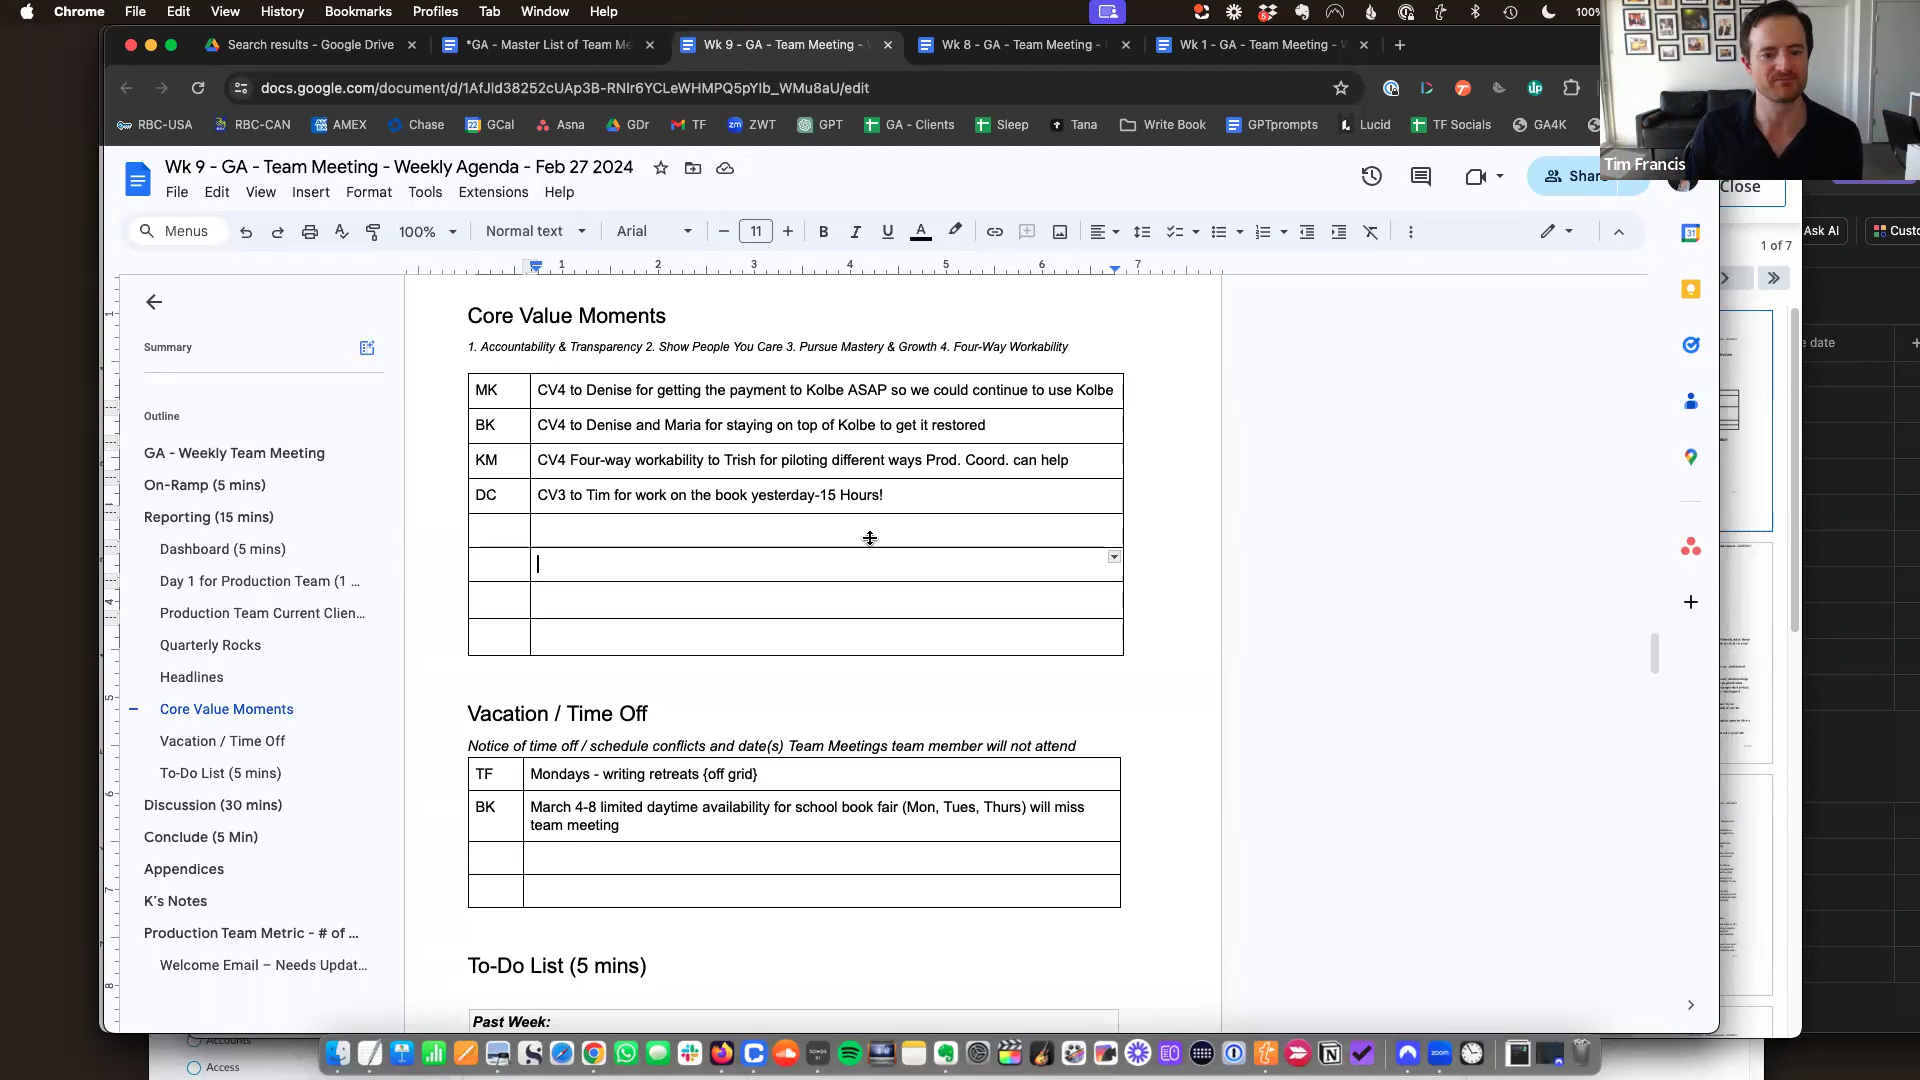 Chrome File Edit View History Bookmarks Profiles Tab Window Help 100%
Search results - Google Drive *GA - Master List of Team Me Wk 9 - GA - Team Meeting - Wk 8 - GA - Team Meeting - Wk 1 - GA - Team Meeting -
docs.google.com/document/d/1AfJld38252cUAp3B-RNIr6YCLeWHMPQ5pYlb_WMu8aU/edit
RBC-USA RBC-CAN AMEX Chase GCal Asna GDr TF ZWT GPT GA - Clients Sleep Tana Write Book GPTprompts Lucid TF Socials GA4K
Tim Francis
Wk 9 - GA - Team Meeting - Weekly Agenda - Feb 27 2024
File Edit View Insert Format Tools Extensions Help
Share
Close
Menus 100% Normal text Arial 11
Ask AI Custo
1 of 7
1 2 3 4 5 6 7
e date
Summary
Outline
GA - Weekly Team Meeting
On-Ramp (5 mins)
Reporting (15 mins)
Dashboard (5 mins)
Day 1 for Production Team (1 ...
Production Team Current Clien...
Quarterly Rocks
Headlines
Core Value Moments
Vacation / Time Off
To-Do List (5 mins)
Discussion (30 mins)
Conclude (5 Min)
Appendices
K's Notes
Production Team Metric - # of ...
Welcome Email – Needs Updat...
Core Value Moments
1. Accountability & Transparency 2. Show People You Care 3. Pursue Mastery & Growth 4. Four-Way Workability
MK CV4 to Denise for getting the payment to Kolbe ASAP so we could continue to use Kolbe
BK CV4 to Denise and Maria for staying on top of Kolbe to get it restored
KM CV4 Four-way workability to Trish for piloting different ways Prod. Coord. can help
DC CV3 to Tim for work on the book yesterday-15 Hours!
Vacation / Time Off
Notice of time off / schedule conflicts and date(s) Team Meetings team member will not attend
TF Mondays - writing retreats {off grid}
BK March 4-8 limited daytime availability for school book fair (Mon, Tues, Thurs) will miss
team meeting
To-Do List (5 mins)
Past Week:
Accounts
Access